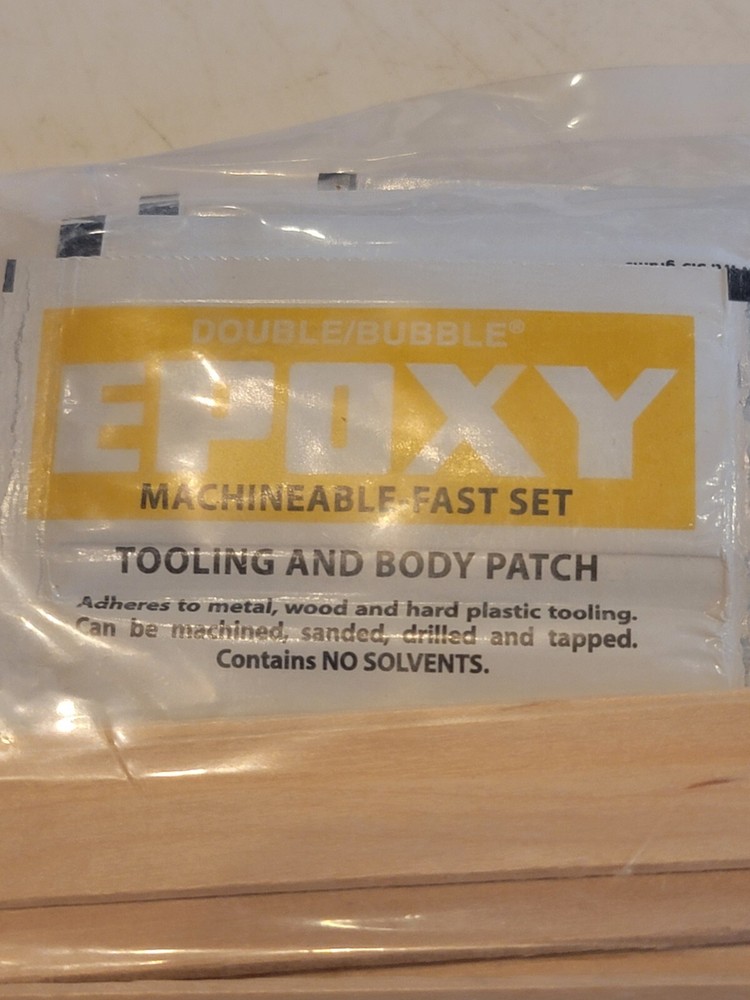 DOUBLE/BUBBLE®
EPOXY
MACHINEABLE-FAST SET
TOOLING AND BODY PATCH
Adheres to metal, wood and hard plastic tooling.
Can be machined, sanded, drilled and tapped.
Contains NO SOLVENTS.